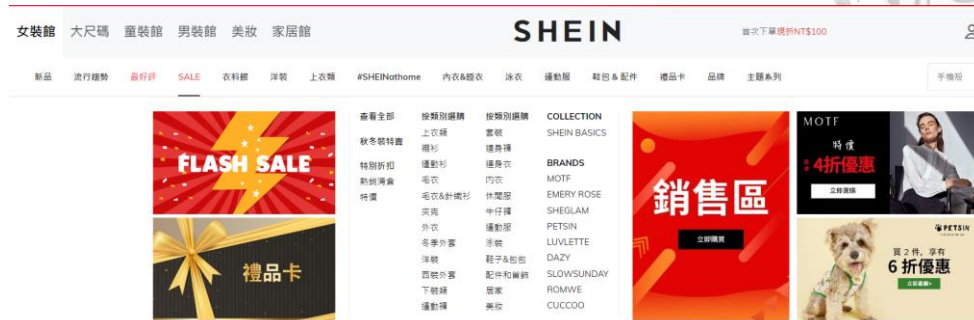 女裝館 大尺碼 童裝館 男裝館 美妝 家居館
SHEIN
首次下單現折NT$100
新品 流行趨勢 最好評 SALE 衣料館 洋裝 上衣類 #SHEINathome 內衣&睡衣 泳衣 運動服 鞋包 & 配件 禮品卡 品牌 主題系列
手機殼
FLASH SALE
禮品卡
查看全部
秋冬裝特賣
特別折扣
熱銷清倉
特價
按類別選購
上衣類
襯衫
運動衫
毛衣
毛衣&針織衫
夾克
外衣
冬季外套
洋裝
西裝外套
下裝類
運動褲
按類別選購
套裝
連身褲
連身衣
內衣
休閒服
牛仔褲
運動服
泳裝
鞋子&包包
配件和首飾
居家
美妝
COLLECTION
SHEIN BASICS
BRANDS
MOTF
EMERY ROSE
SHEGLAM
PETSIN
LUVLETTE
DAZY
SLOWSUNDAY
ROMWE
CUCCOO
銷售區
立即購買
MOTF
特價
4折優惠
立即選購
PETSIN
買 2 件, 享有
6 折優惠
立即選購>